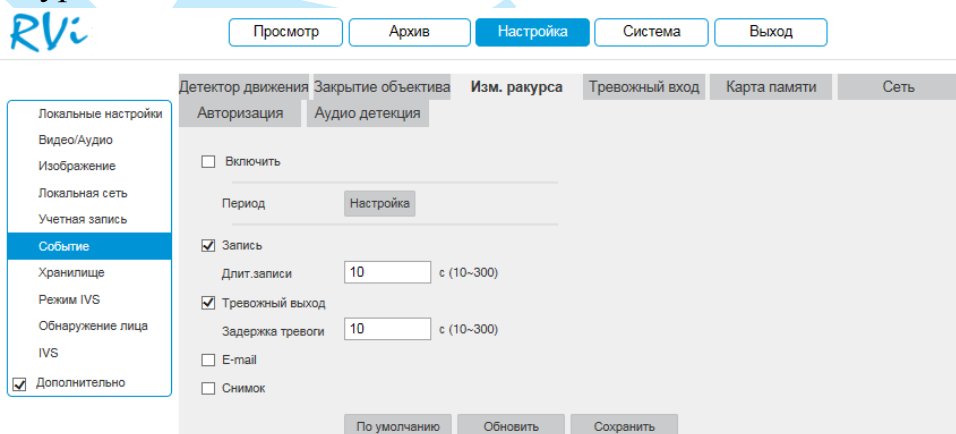 RVi
Просмотр Архив Настройка Система Выход
Детектор движения Закрытие объектива Изм. ракурса Тревожный вход Карта памяти Сеть
Авторизация Аудио детекция
Локальные настройки
Видео/Аудио
Изображение
Локальная сеть
Учетная запись
Событие
Хранилище
Режим IVS
Обнаружение лица
IVS
Дополнительно
Включить
Период Настройка
Запись
Длит.записи 10 с (10~300)
Тревожный выход
Задержка тревоги 10 с (10~300)
E-mail
Снимок
По умолчанию Обновить Сохранить